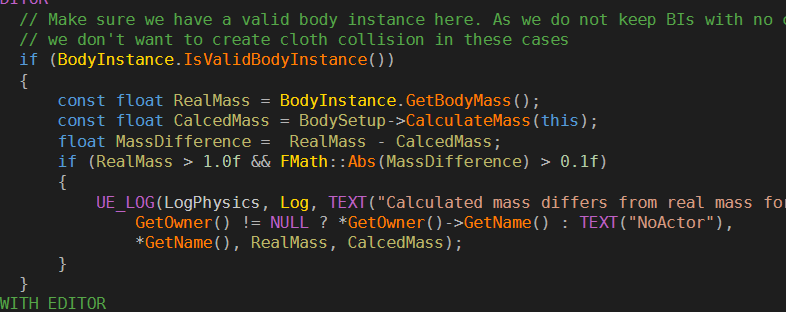 // Make sure we have a valid body instance here. As we do not keep BIs with no
// we don't want to create cloth collision in these cases
if (BodyInstance.IsValidBodyInstance())
{
const float RealMass = BodyInstance.GetBodyMass();
const float CalcedMass = BodySetup->CalculateMass(this);
float MassDifference =  RealMass - CalcedMass;
if (RealMass > 1.0f && FMath::Abs(MassDifference) > 0.1f)
{
UE_LOG(LogPhysics, Log, TEXT("Calculated mass differs from real mass for
GetOwner() != NULL ? *GetOwner()->GetName() : TEXT("NoActor"),
*GetName(), RealMass, CalcedMass);
}
}
WITH EDITOR